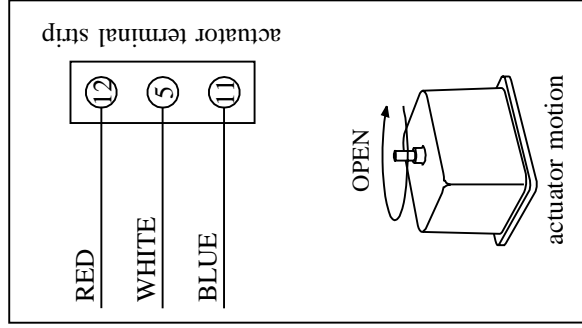 actuator terminal strip
12
5
11
RED
WHITE
BLUE
OPEN
actuator motion